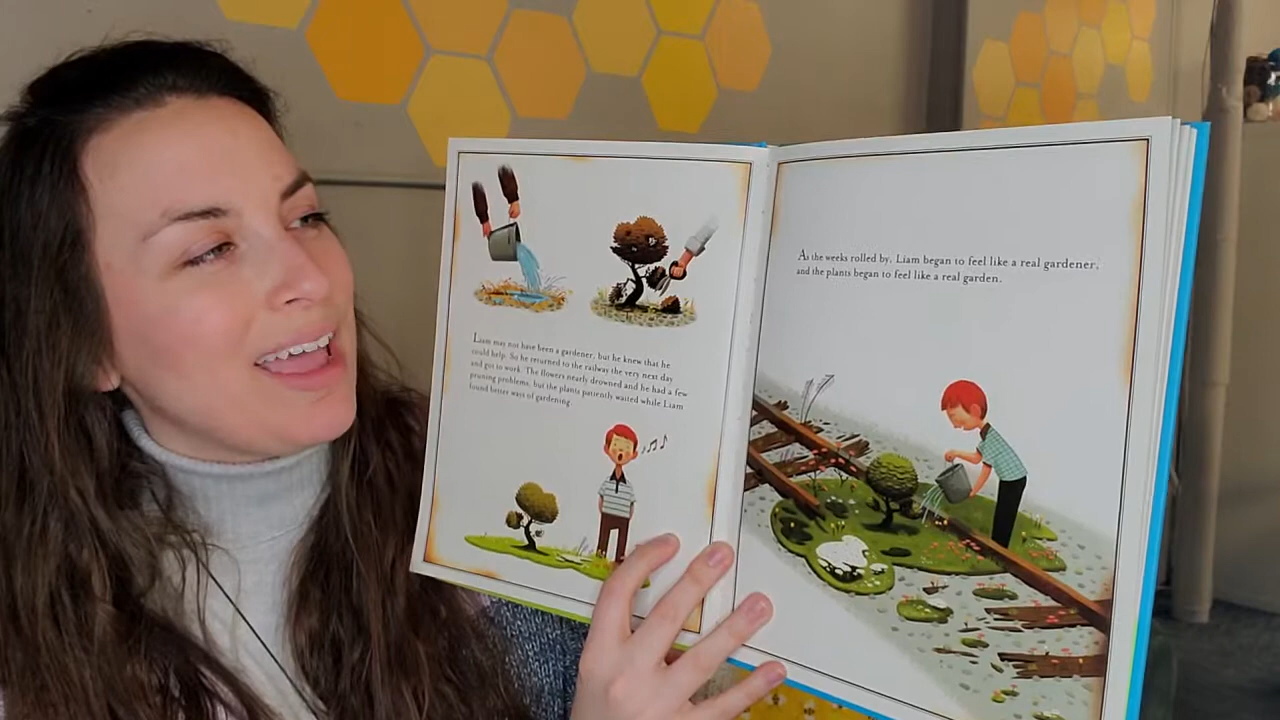 Liam may not have been a gardener, but he knew that he
could help. So he returned to the railway the very next day
and got to work. The flowers nearly drowned and he had a few
pruning problems, but the plants patiently waited while Liam
found better ways of gardening.
As the weeks rolled by, Liam began to feel like a real gardener,
and the plants began to feel like a real garden.